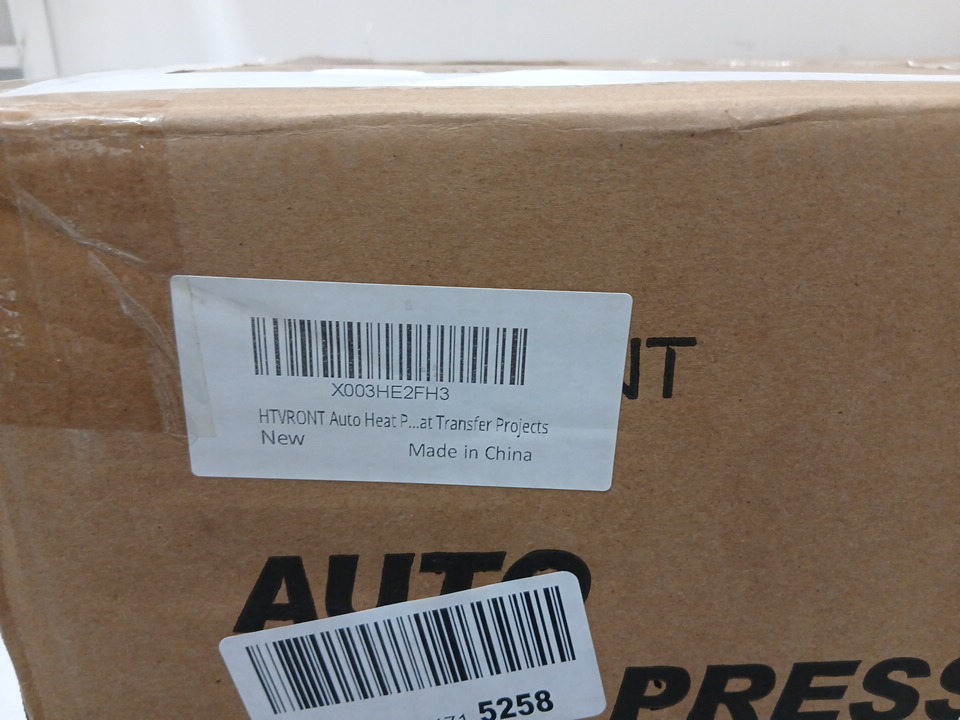 NT
X003HE2FH3
HTVRONT Auto Heat P...at Transfer Projects
New
Made in China
AUTO
5258
PRESS